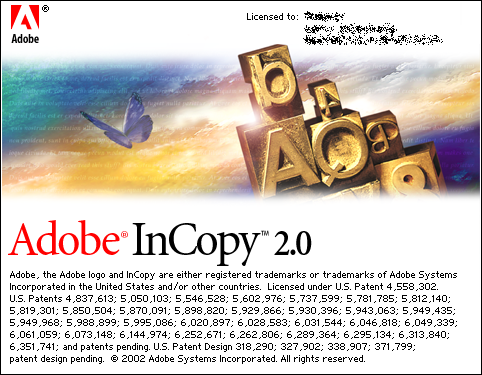 Adobe
Licensed to:
b
A Q
9
Adobe® InCopy™ 2.0
Adobe, the Adobe logo and InCopy are either registered trademarks or trademarks of Adobe Systems
Incorporated in the United States and/or other countries.  Licensed under U.S. Patent 4,558,302.
U.S. Patents 4,837,613; 5,050,103; 5,546,528; 5,602,976; 5,737,599; 5,781,785; 5,812,140;
5,819,301; 5,850,504; 5,870,091; 5,898,820; 5,929,866; 5,930,396; 5,943,063; 5,949,435;
5,949,968; 5,988,899; 5,995,086; 6,020,897; 6,028,583; 6,031,544; 6,046,818; 6,049,339;
6,061,059; 6,073,148; 6,144,974; 6,252,671; 6,262,806; 6,289,364; 6,295,134; 6,313,840;
6,351,741; and patents pending. U.S. Patent Design 318,290; 327,902; 338,907; 371,799;
patent design pending.  © 2002 Adobe Systems Incorporated. All rights reserved.